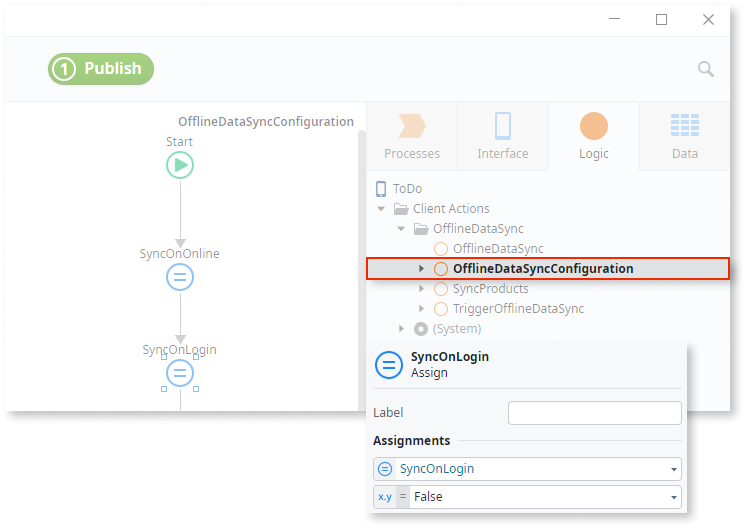 1 Publish
OfflineDataSyncConfiguration
Start
SyncOnOnline
SyncOnLogin
Processes
Interface
Logic
Data
ToDo
Client Actions
OfflineDataSync
OfflineDataSync
OfflineDataSyncConfiguration
SyncProducts
TriggerOfflineDataSync
(System)
SyncOnLogin
Assign
Label
Assignments
SyncOnLogin
x.y = False